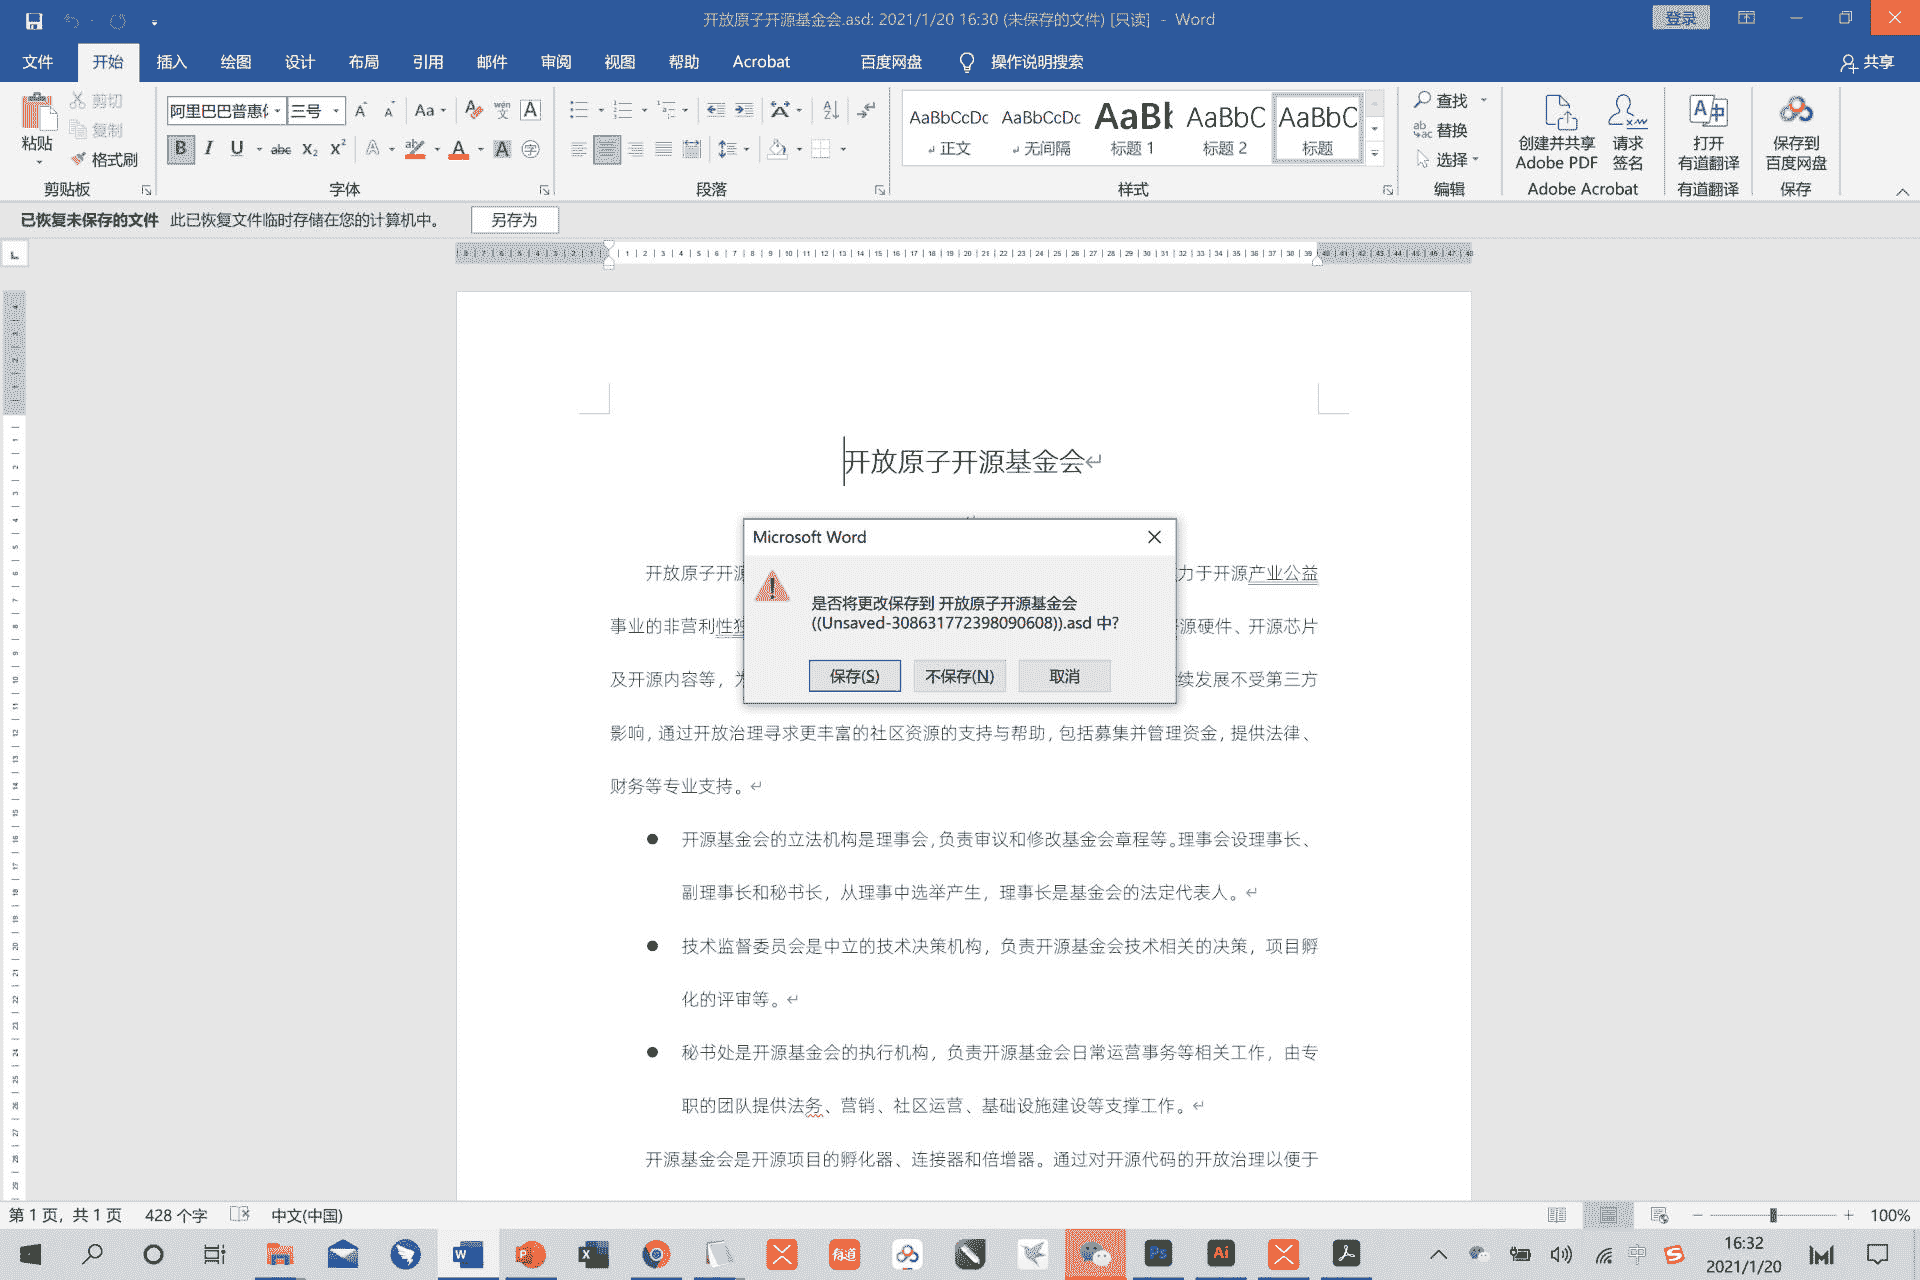 开放原子开源基金会.asd: 2021/1/20 16:30 (未保存的文件) [只读] - Word
登录
文件 开始 插入 绘图 设计 布局 引用 邮件 审阅 视图 帮助 Acrobat 百度网盘 操作说明搜索 共享
粘贴
剪切
复制
格式刷
剪贴板
阿里巴巴普惠 三号
字体
段落
AaBbCcDc 正文
AaBbCcDc 无间隔
AaBb 标题 1
AaBbC 标题 2
AaBbC 标题
样式
查找
替换
选择
编辑
创建并共享 Adobe PDF
请求签名
Adobe Acrobat
打开有道翻译
有道翻译
保存到百度网盘
保存
已恢复未保存的文件 此已恢复文件临时存储在您的计算机中。 另存为
开放原子开源基金会
Microsoft Word
是否将更改保存到 开放原子开源基金会
((Unsaved-308631772398090608)).asd 中?
保存(S) 不保存(N) 取消
开放原子开源 力于开源产业公益
事业的非营利性独 源硬件、开源芯片
及开源内容等，为 续发展不受第三方
影响，通过开放治理寻求更丰富的社区资源的支持与帮助，包括募集并管理资金，提供法律、
财务等专业支持。
● 开源基金会的立法机构是理事会，负责审议和修改基金会章程等。理事会设理事长、
副理事长和秘书长，从理事中选举产生，理事长是基金会的法定代表人。
● 技术监督委员会是中立的技术决策机构，负责开源基金会技术相关的决策，项目孵
化的评审等。
● 秘书处是开源基金会的执行机构，负责开源基金会日常运营事务等相关工作，由专
职的团队提供法务、营销、社区运营、基础设施建设等支撑工作。
开源基金会是开源项目的孵化器、连接器和倍增器。通过对开源代码的开放治理以便于
第 1 页，共 1 页 428 个字 中文(中国) 100%
有道
Ps
Ai
中
16:32
2021/1/20